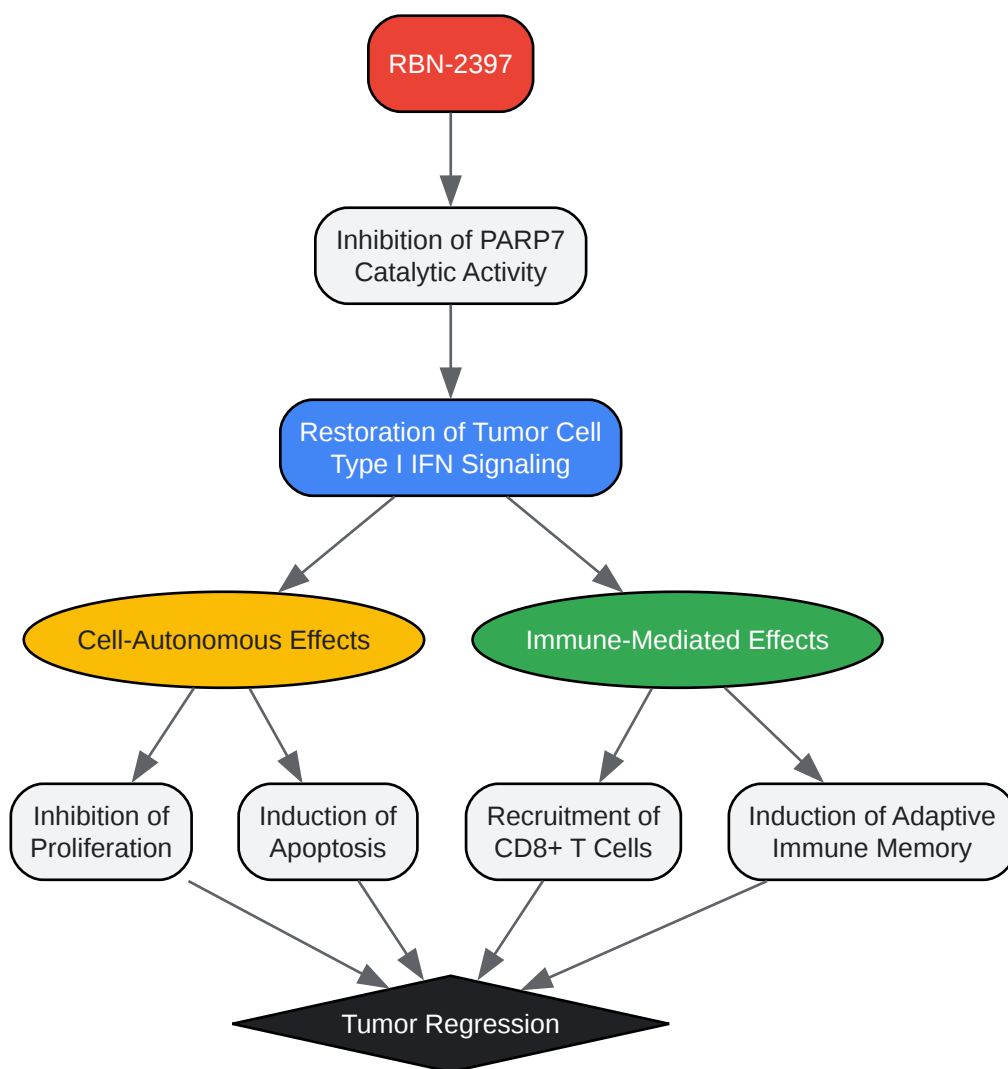 RBN-2397
Inhibition of PARP7
Catalytic Activity
Restoration of Tumor Cell
Type I IFN Signaling
Cell-Autonomous Effects
Immune-Mediated Effects
Inhibition of
Proliferation
Induction of
Apoptosis
Recruitment of
CD8+ T Cells
Induction of Adaptive
Immune Memory
Tumor Regression